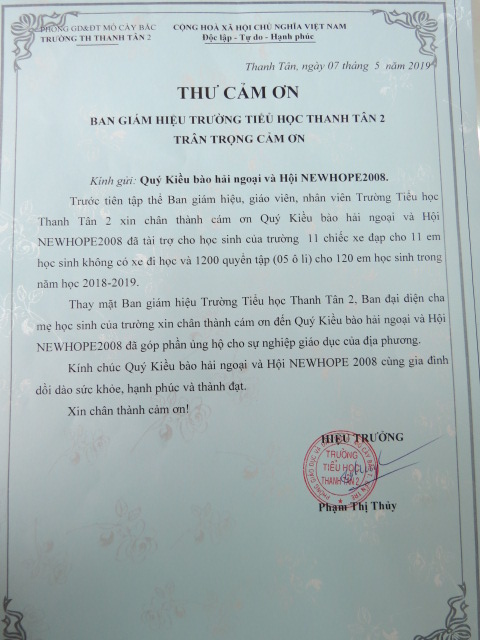 PHÒNG GD&ĐT MỎ CÀY BẮC
TRƯỜNG TH THANH TÂN 2
CỘNG HOÀ XÃ HỘI CHỦ NGHĨA VIỆT NAM
Độc lập - Tự do - Hạnh phúc
Thanh Tân, ngày 07 tháng 5 năm 2019
THƯ CẢM ƠN
BAN GIÁM HIỆU TRƯỜNG TIỂU HỌC THANH TÂN 2
TRÂN TRỌNG CẢM ƠN
Kính gửi: Quý Kiều bào hải ngoại và Hội NEWHOPE2008.
Trước tiên tập thể Ban giám hiệu, giáo viên, nhân viên Trường Tiểu học
Thanh Tân 2 xin chân thành cám ơn Quý Kiều bào hải ngoại và Hội
NEWHOPE2008 đã tài trợ cho học sinh của trường 11 chiếc xe đạp cho 11 em
học sinh không có xe đi học và 1200 quyển tập (05 ô li) cho 120 em học sinh trong
năm học 2018-2019.
Thay mặt Ban giám hiệu Trường Tiểu học Thanh Tân 2, Ban đại diện cha
mẹ học sinh của trường xin chân thành cảm ơn đến Quý Kiều bào hải ngoại và Hội
NEWHOPE2008 đã góp phần ủng hộ cho sự nghiệp giáo dục của địa phương.
Kính chúc Quý Kiều bào hải ngoại và Hội NEWHOPE 2008 cùng gia đình
dồi dào sức khỏe, hạnh phúc và thành đạt.
Xin chân thành cảm ơn!
HIỆU TRƯỞNG
TRƯỜNG
TIỂU HỌC
THANH TÂN 2
Phạm Thị Thủy